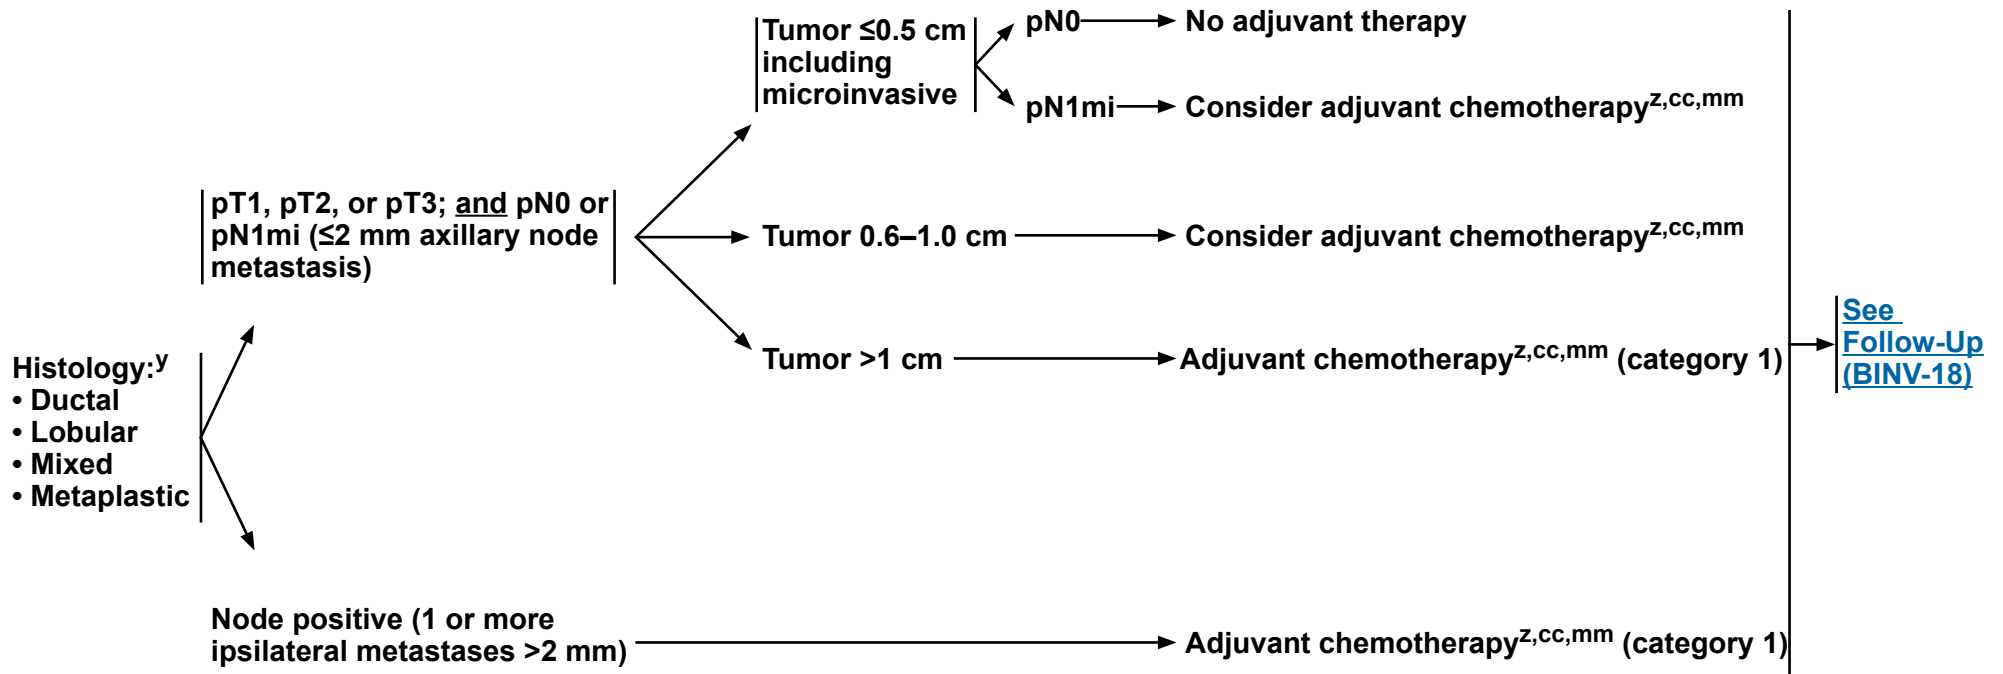 Histology:y
• Ductal
• Lobular
• Mixed
• Metaplastic
pT1, pT2, or pT3; and pN0 or
pN1mi (≤2 mm axillary node
metastasis)
Tumor ≤0.5 cm
including
microinvasive
pN0
No adjuvant therapy
pN1mi
Consider adjuvant chemotherapyz,cc,mm
Tumor 0.6–1.0 cm
Consider adjuvant chemotherapyz,cc,mm
Tumor >1 cm
Adjuvant chemotherapyz,cc,mm (category 1)
Node positive (1 or more
ipsilateral metastases >2 mm)
Adjuvant chemotherapyz,cc,mm (category 1)
See
Follow-Up
(BINV-18)